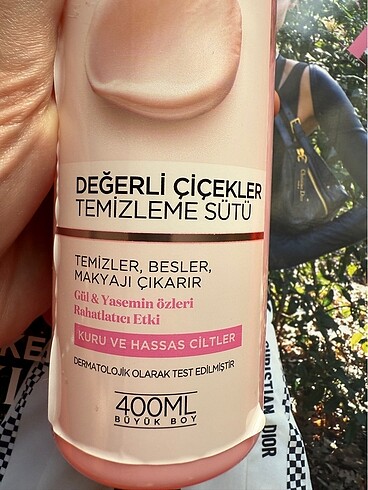 DEĞERLİ ÇİÇEKLER
TEMİZLEME SÜTÜ
TEMİZLER, BESLER,
MAKYAJI ÇIKARIR
Gül & Yasemin özleri
Rahatlatıcı Etki
KURU VE HASSAS CİLTLER
DERMATOLOJİK OLARAK TEST EDİLMİŞTİR
400ML
BÜYÜK BOY
CHRISTIAN DIOR